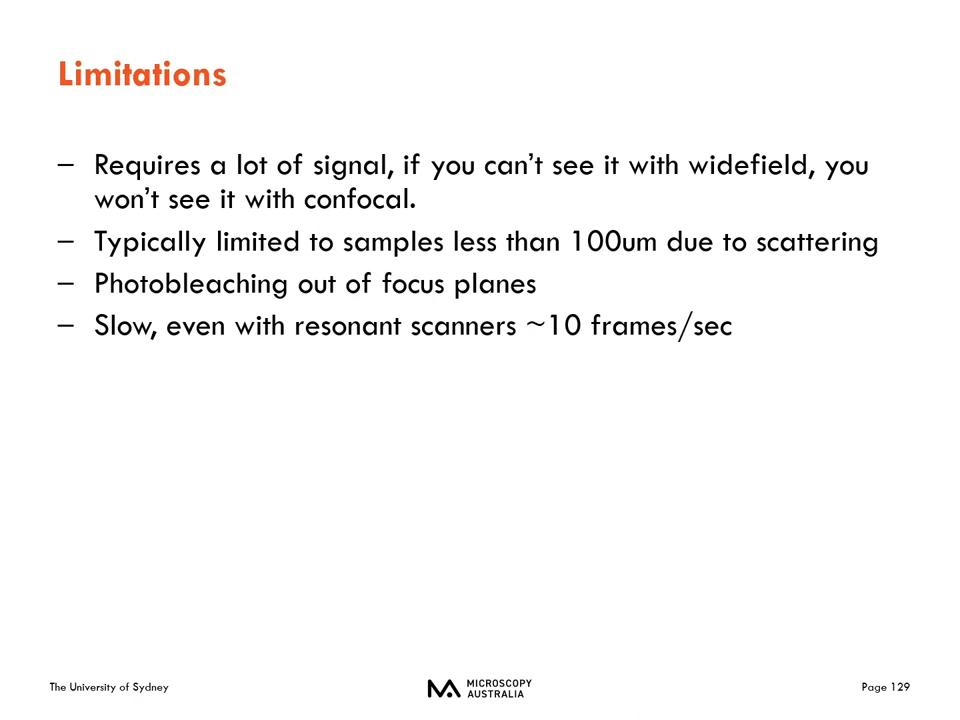 Limitations
– Requires a lot of signal, if you can’t see it with widefield, you
won’t see it with confocal.
– Typically limited to samples less than 100um due to scattering
– Photobleaching out of focus planes
– Slow, even with resonant scanners ~10 frames/sec
The University of Sydney
MICROSCOPY
AUSTRALIA
Page 129